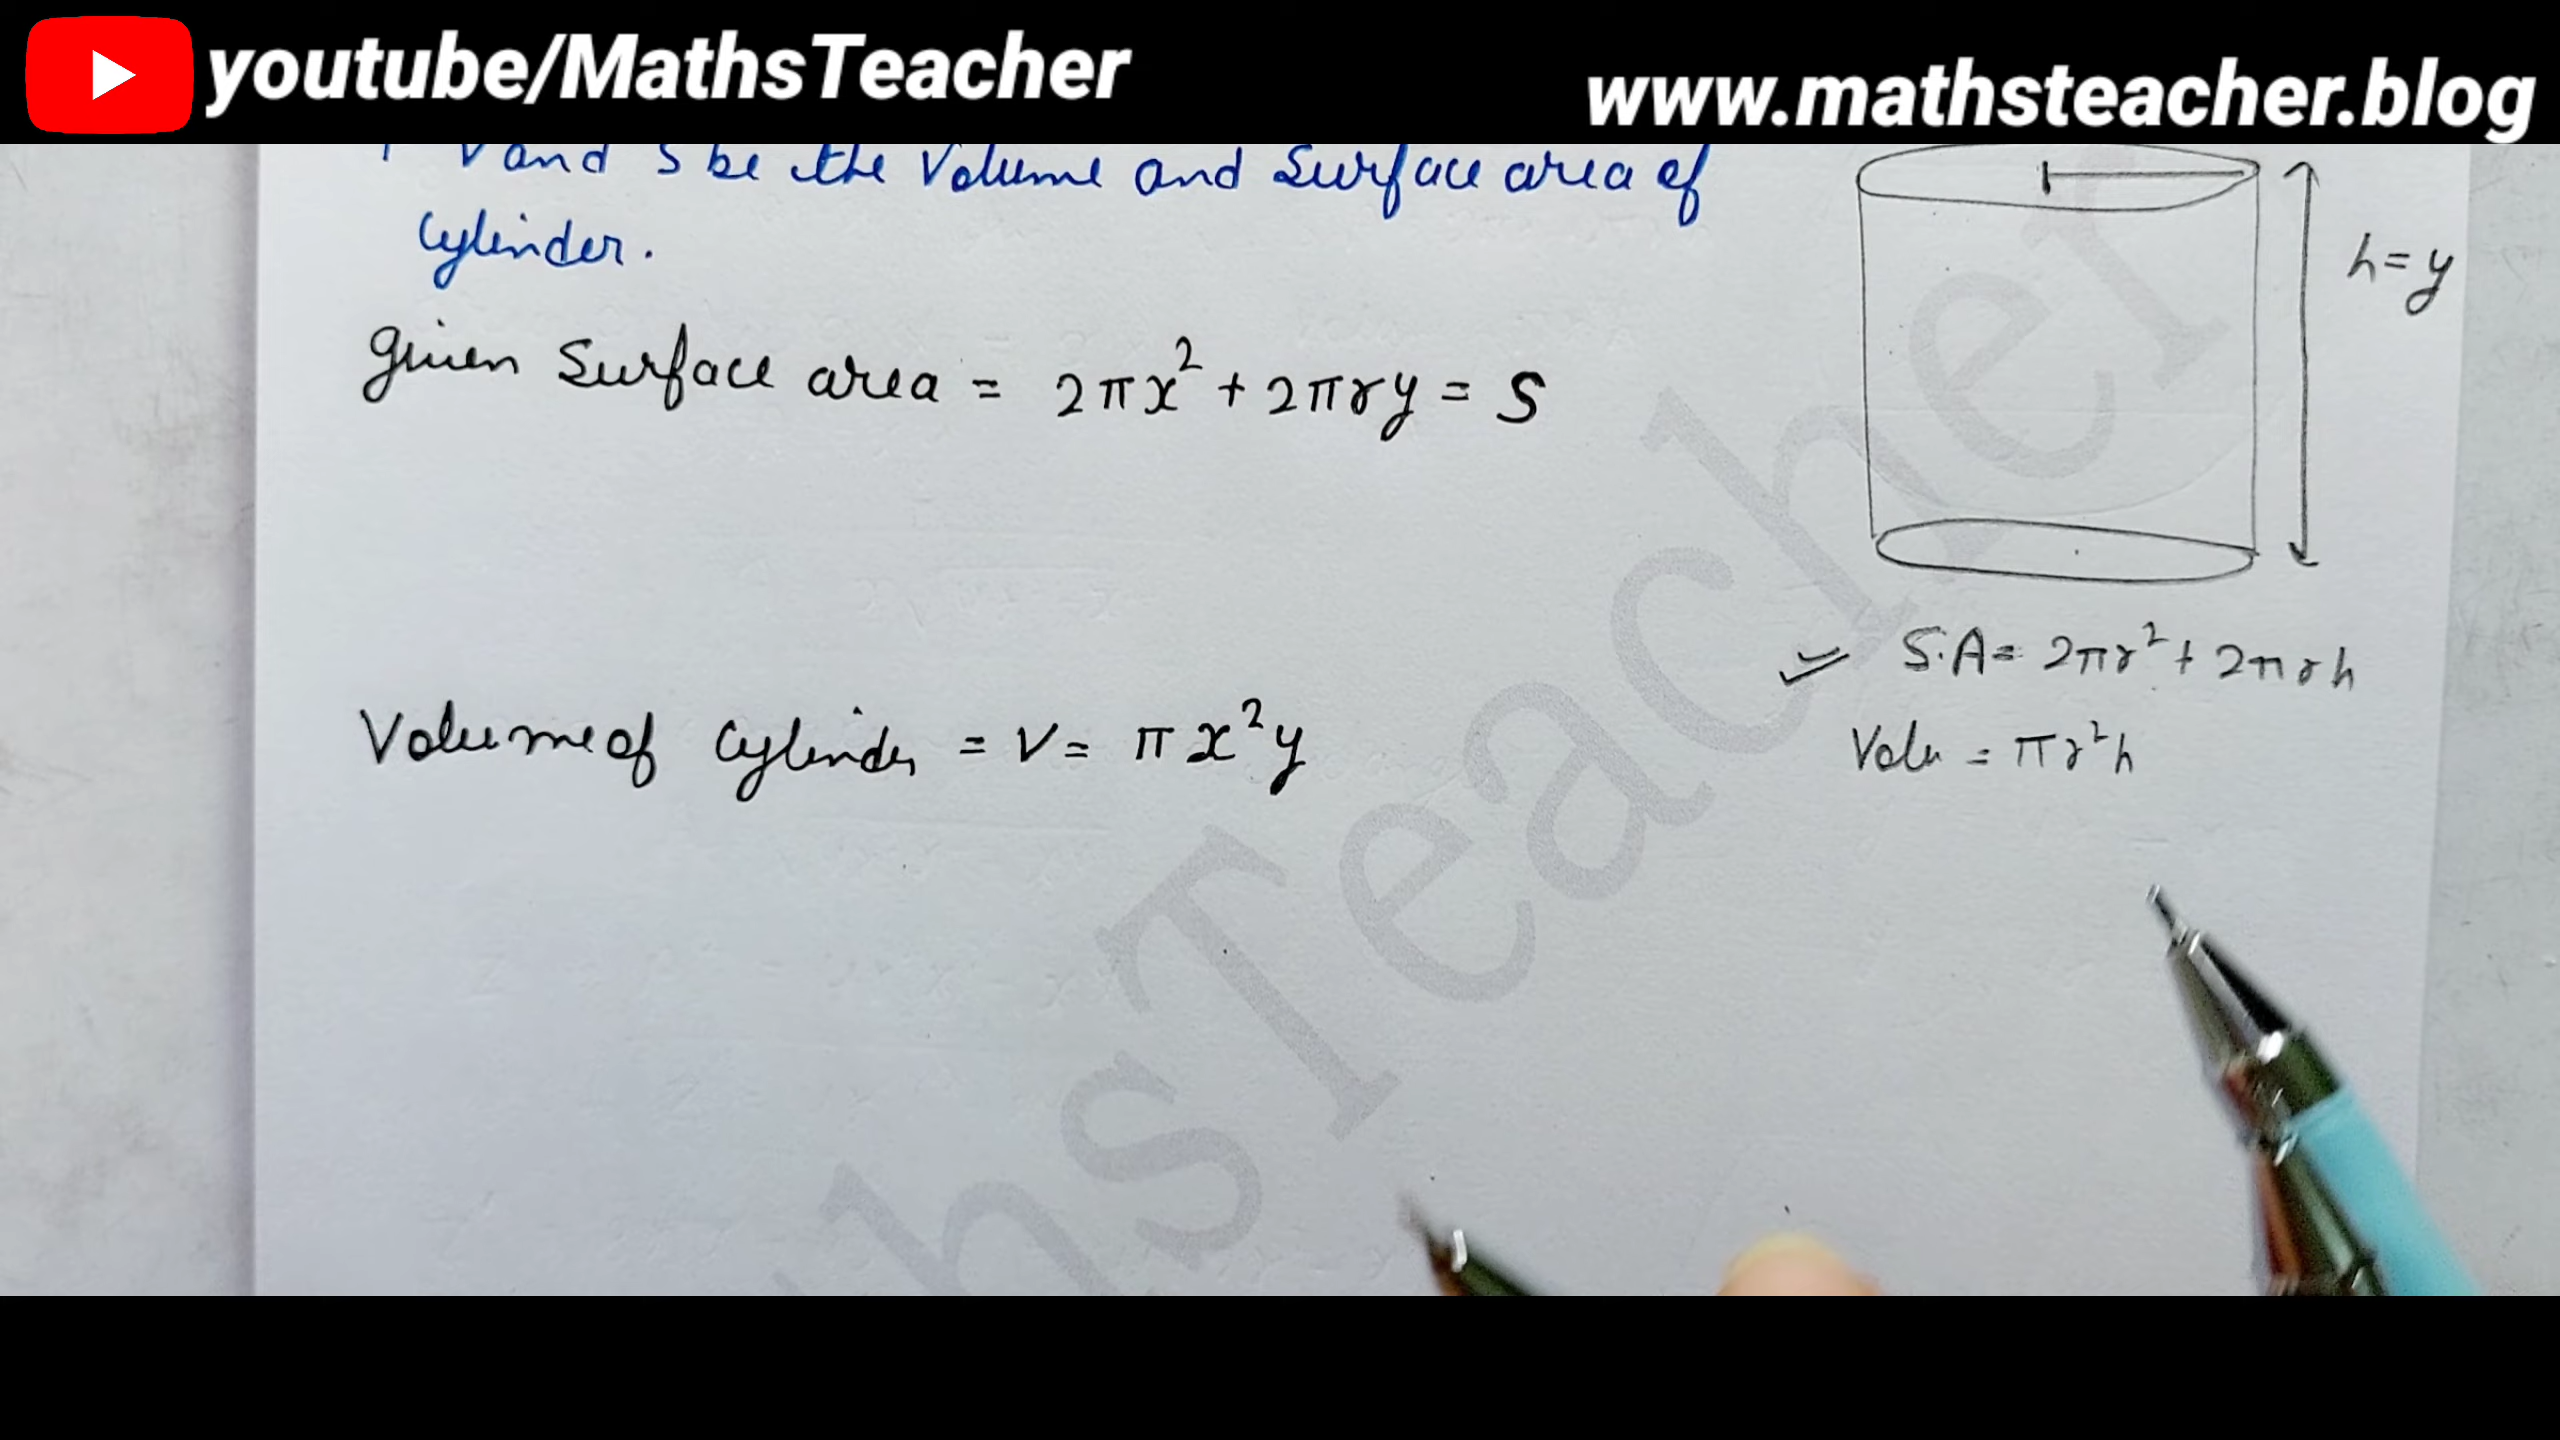 youtube/MathsTeacher
www.mathsteacher.blog
V and S be the Volume and Surface area of
Cylinder.
h = y
given Surface area = 2πx² + 2πry = S
S.A = 2πr² + 2πrh
Volume of Cylinder = V = πx²y
Volu = πr²h
hsTeacher